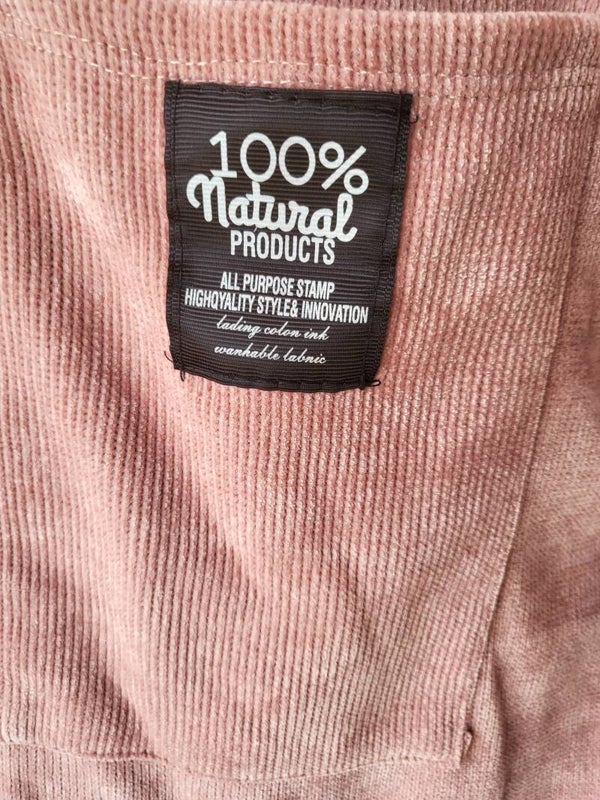 100%
Natural
PRODUCTS
ALL PURPOSE STAMP
HIGHQYALITY STYLE& INNOVATION
lading colon ink
wanhable labnic